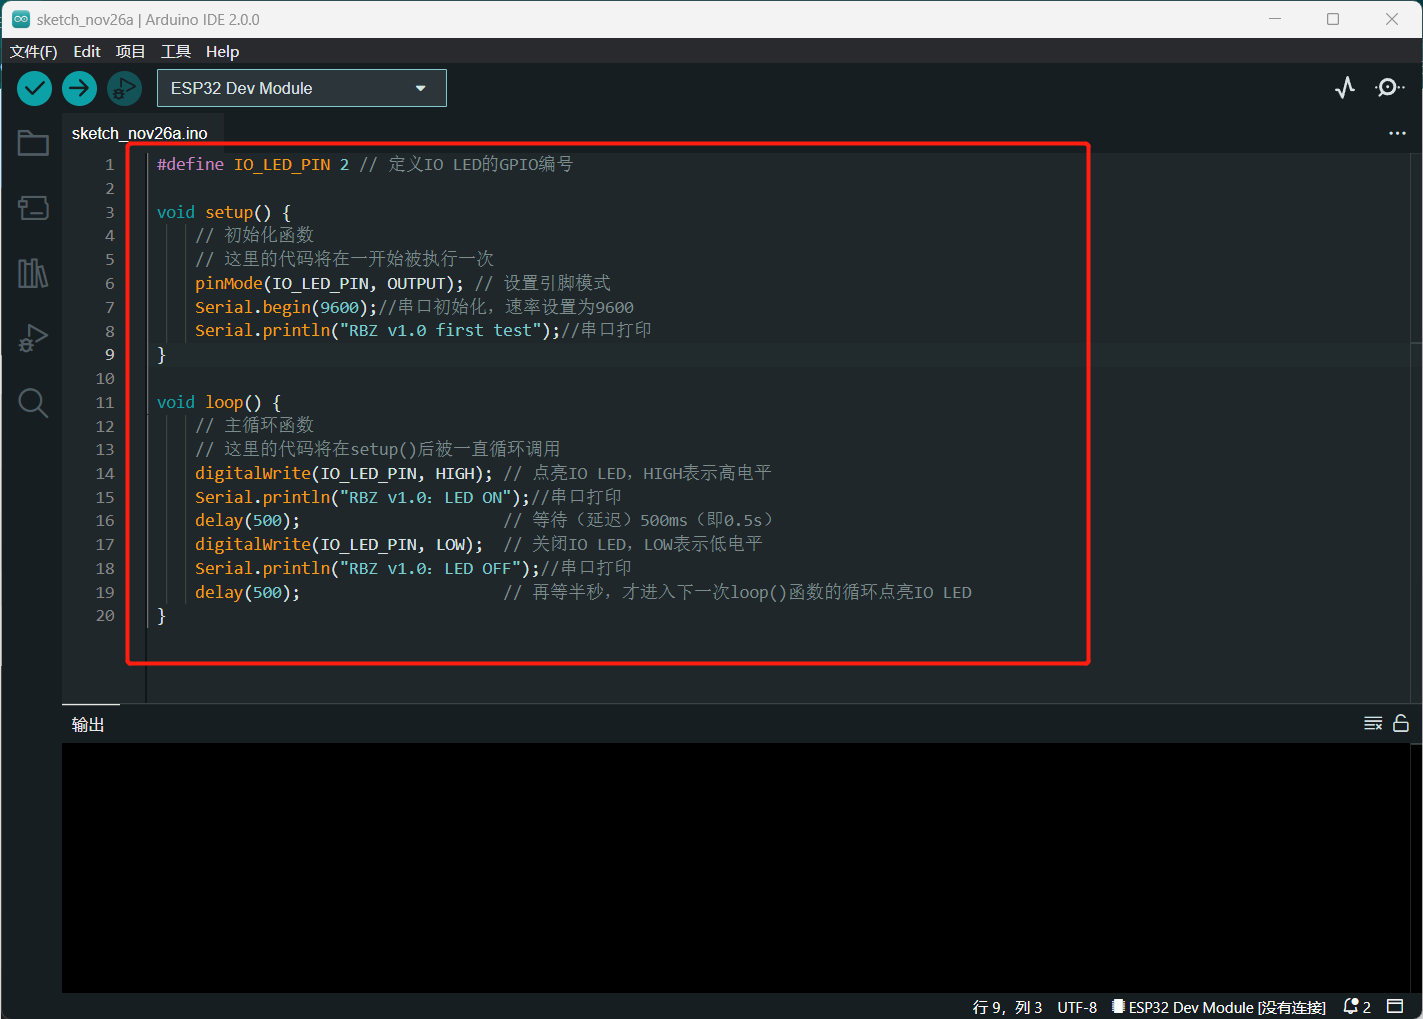 sketch_nov26a | Arduino IDE 2.0.0
文件(F) Edit 项目 工具 Help
ESP32 Dev Module
sketch_nov26a.ino
1 #define IO_LED_PIN 2 // 定义IO LED的GPIO编号
2
3 void setup() {
4 // 初始化函数
5 // 这里的代码将在一开始被执行一次
6 pinMode(IO_LED_PIN, OUTPUT); // 设置引脚模式
7 Serial.begin(9600);//串口初始化，速率设置为9600
8 Serial.println("RBZ v1.0 first test");//串口打印
9 }
10
11 void loop() {
12 // 主循环函数
13 // 这里的代码将在setup()后被一直循环调用
14 digitalWrite(IO_LED_PIN, HIGH); // 点亮IO LED，HIGH表示高电平
15 Serial.println("RBZ v1.0：LED ON");//串口打印
16 delay(500); // 等待（延迟）500ms（即0.5s）
17 digitalWrite(IO_LED_PIN, LOW); // 关闭IO LED，LOW表示低电平
18 Serial.println("RBZ v1.0：LED OFF");//串口打印
19 delay(500); // 再等半秒，才进入下一次loop()函数的循环点亮IO LED
20 }
输出
行 9，列 3 UTF-8 ESP32 Dev Module [没有连接] 2